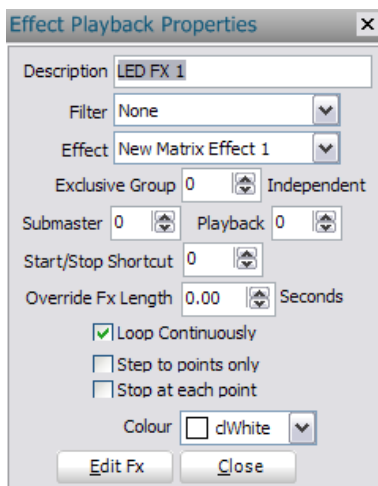 Effect Playback Properties
Description LED FX 1
Filter None
Effect New Matrix Effect 1
Exclusive Group 0 Independent
Submaster 0 Playback 0
Start/Stop Shortcut 0
Override Fx Length 0.00 Seconds
Loop Continuously
Step to points only
Stop at each point
Colour clWhite
Edit Fx Close